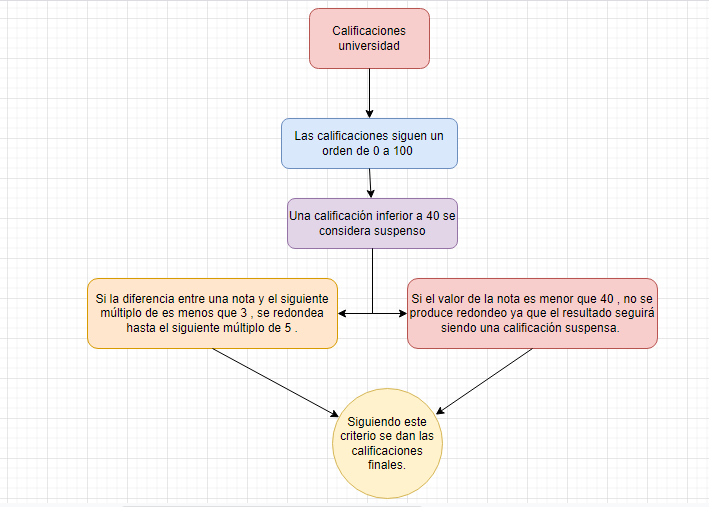 Calificaciones
universidad
Las calificaciones siguen un
orden de 0 a 100
Una calificación inferior a 40 se
considera suspenso
Si la diferencia entre una nota y el siguiente
múltiplo de es menos que 3 , se redondea
hasta el siguiente múltiplo de 5 .
Si el valor de la nota es menor que 40 , no se
produce redondeo ya que el resultado seguirá
siendo una calificación suspensa.
Siguiendo este
criterio se dan las
calificaciones
finales.